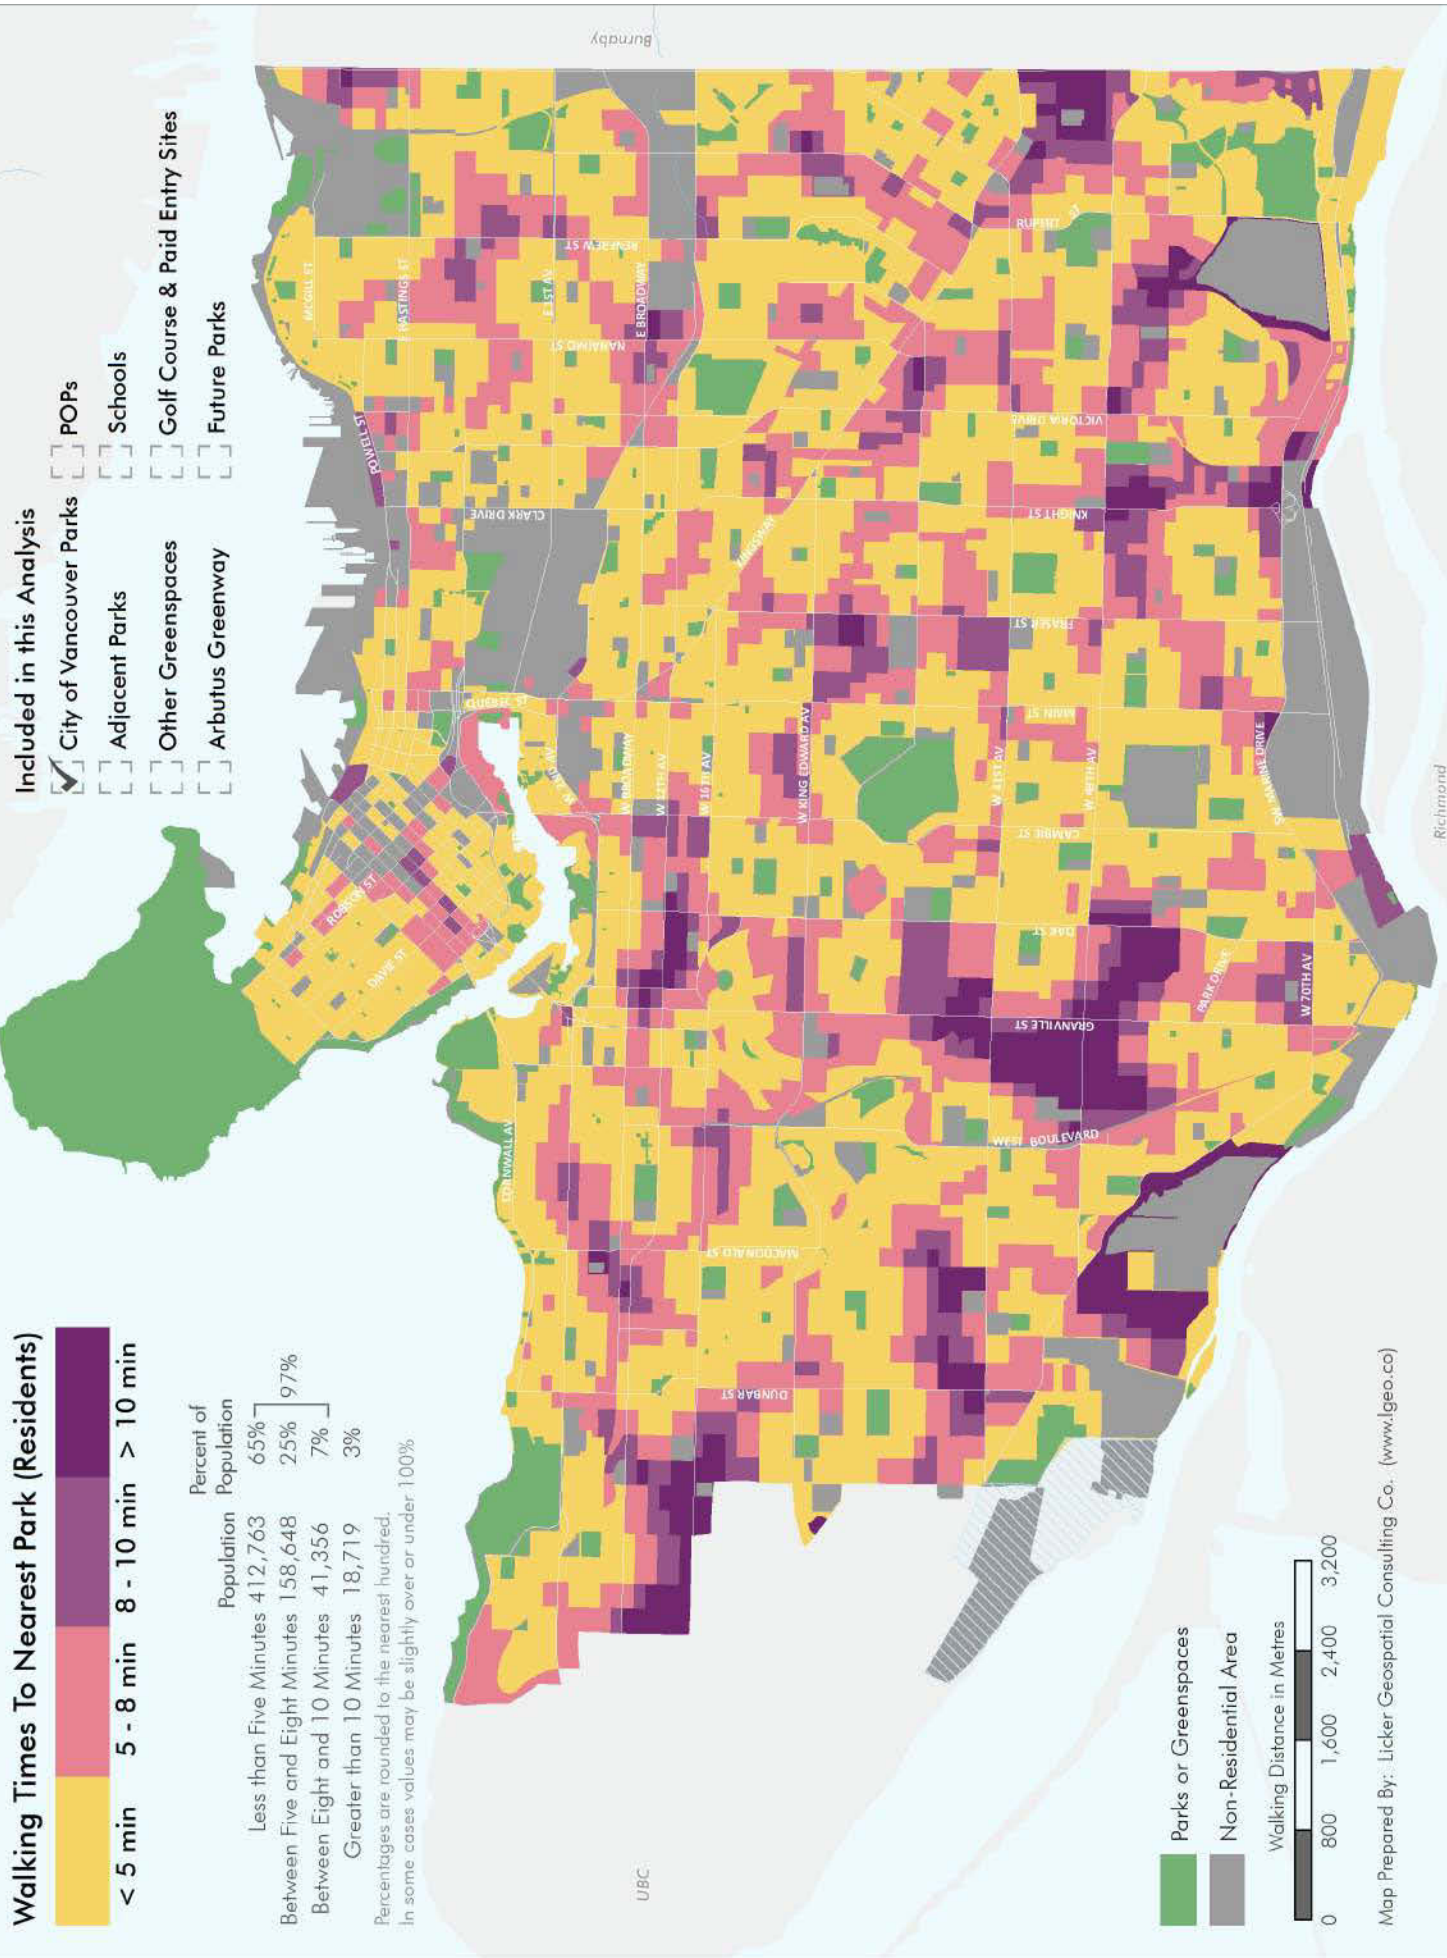 Walking Times To Nearest Park (Residents)
< 5 min 5 - 8 min 8 - 10 min > 10 min
Population
Percent of
Population
Less than Five Minutes 412,763 65%
Between Five and Eight Minutes 158,648 25%
97%
Between Eight and 10 Minutes 41,356 7%
Greater than 10 Minutes 18,719 3%
Percentages are rounded to the nearest hundred.
In some cases values may be slightly over or under 100%
Included in this Analysis
City of Vancouver Parks
POPs
Adjacent Parks
Schools
Other Greenspaces
Golf Course & Paid Entry Sites
Arbutus Greenway
Future Parks
Burnaby
MCGILL ST
E HASTINGS ST
POWELL ST
E 1ST AV
RENFREW ST
E BROADWAY
NANAIMO ST
CLARK DRIVE
QUEBEC ST
ROBSON ST
DAVIE ST
W 2ND AV
W BROADWAY
W 12TH AV
W 16TH AV
KINGSWAY
RUPERT ST
VICTORIA DRIVE
KNIGHT ST
FRASER ST
MAIN ST
W KING EDWARD AV
W 41ST AV
W 49TH AV
CAMBIE ST
SW MARINE DRIVE
OAK ST
PARK DRIVE
W 70TH AV
GRANVILLE ST
WEST BOULEVARD
CORNWALL AV
MACDONALD ST
DUNBAR ST
UBC
Richmond
Parks or Greenspaces
Non-Residential Area
Walking Distance in Metres
0 800 1,600 2,400 3,200
Map Prepared By: Licker Geospatial Consulting Co. (www.lgeo.co)